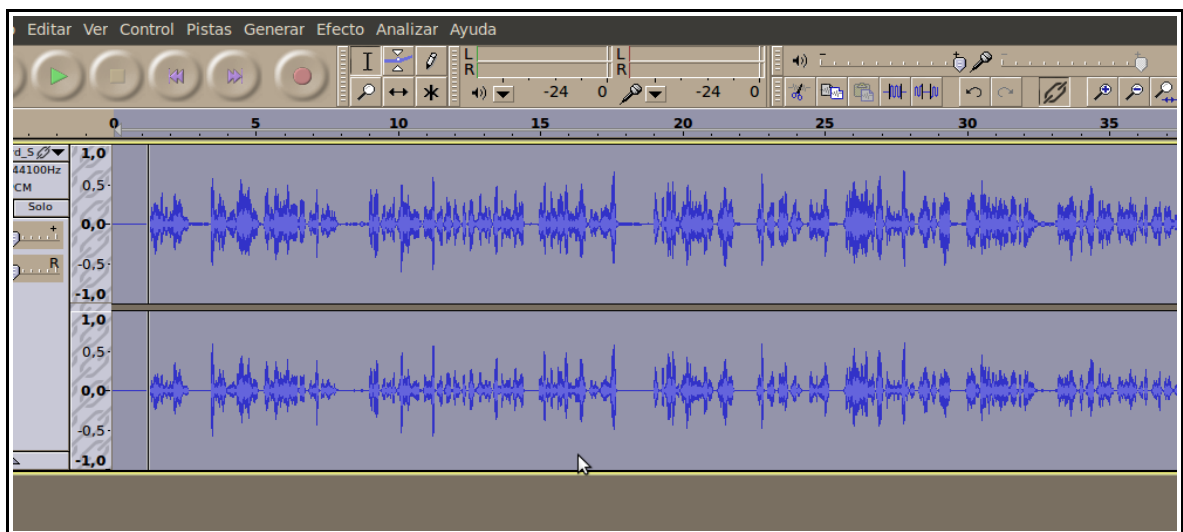 Editar Ver Control Pistas Generar Efecto Analizar Ayuda
L
R
L
R
-24 0
-24 0
0 5 10 15 20 25 30 35
d_S
44100Hz
CM
Solo
R
1,0
0,5
0,0
-0,5
-1,0
1,0
0,5
0,0
-0,5
-1,0